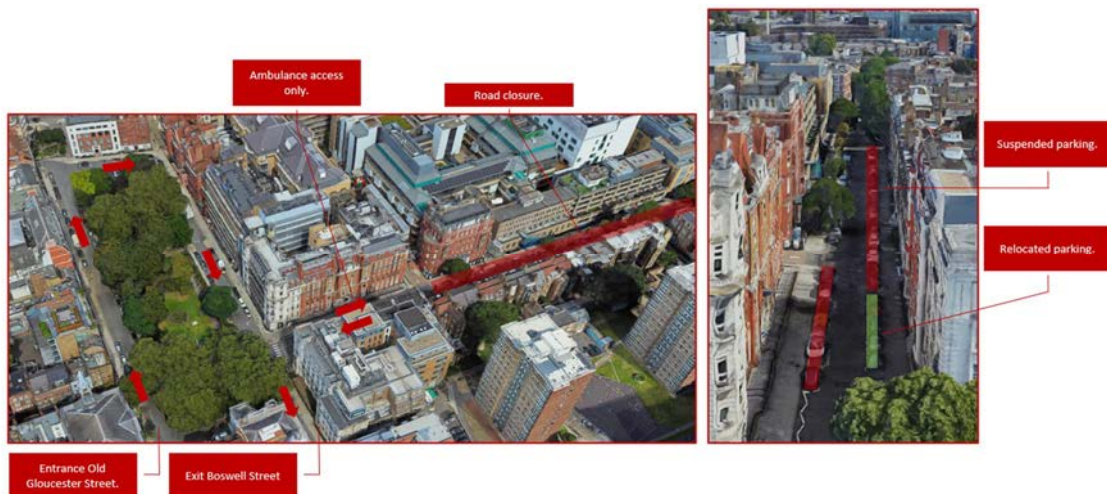 Ambulance access
only.
Road closure.
Suspended parking.
Relocated parking.
Entrance Old
Gloucester Street.
Exit Boswell Street